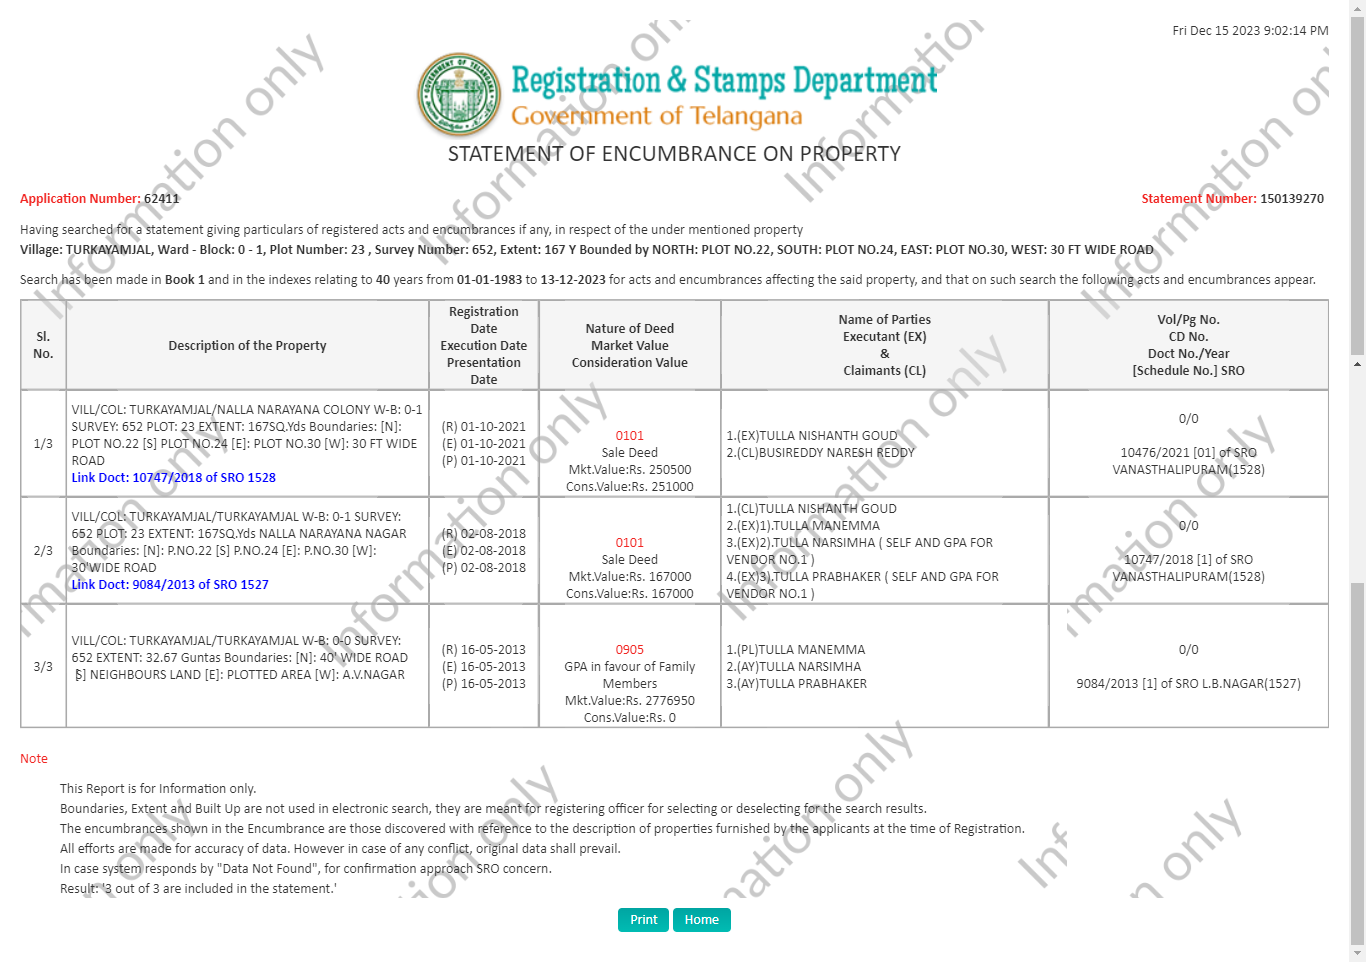 Fri Dec 15 2023 9:02:14 PM
GOVERNMENT OF TELANGANA
Registration & Stamps Department
Government of Telangana
STATEMENT OF ENCUMBRANCE ON PROPERTY
Application Number: 62411
Statement Number: 150139270
Having searched for a statement giving particulars of registered acts and encumbrances if any, in respect of the under mentioned property
Village: TURKAYAMJAL, Ward - Block: 0 - 1, Plot Number: 23 , Survey Number: 652, Extent: 167 Y Bounded by NORTH: PLOT NO.22, SOUTH: PLOT NO.24, EAST: PLOT NO.30, WEST: 30 FT WIDE ROAD
Search has been made in Book 1 and in the indexes relating to 40 years from 01-01-1983 to 13-12-2023 for acts and encumbrances affecting the said property, and that on such search the following acts and encumbrances appear.
Sl.
No.
Description of the Property
Registration
Date
Execution Date
Presentation
Date
Nature of Deed
Market Value
Consideration Value
Name of Parties
Executant (EX)
&
Claimants (CL)
Vol/Pg No.
CD No.
Doct No./Year
[Schedule No.] SRO
1/3
VILL/COL: TURKAYAMJAL/NALLA NARAYANA COLONY W-B: 0-1
SURVEY: 652 PLOT: 23 EXTENT: 167SQ.Yds Boundaries: [N]:
PLOT NO.22 [S] PLOT NO.24 [E]: PLOT NO.30 [W]: 30 FT WIDE
ROAD
Link Doct: 10747/2018 of SRO 1528
(R) 01-10-2021
(E) 01-10-2021
(P) 01-10-2021
0101
Sale Deed
Mkt.Value:Rs. 250500
Cons.Value:Rs. 251000
1.(EX)TULLA NISHANTH GOUD
2.(CL)BUSIREDDY NARESH REDDY
0/0
10476/2021 [01] of SRO
VANASTHALIPURAM(1528)
2/3
VILL/COL: TURKAYAMJAL/TURKAYAMJAL W-B: 0-1 SURVEY:
652 PLOT: 23 EXTENT: 167SQ.Yds NALLA NARAYANA NAGAR
Boundaries: [N]: P.NO.22 [S] P.NO.24 [E]: P.NO.30 [W]:
30'WIDE ROAD
Link Doct: 9084/2013 of SRO 1527
(R) 02-08-2018
(E) 02-08-2018
(P) 02-08-2018
0101
Sale Deed
Mkt.Value:Rs. 167000
Cons.Value:Rs. 167000
1.(CL)TULLA NISHANTH GOUD
2.(EX)1).TULLA MANEMMA
3.(EX)2).TULLA NARSIMHA ( SELF AND GPA FOR
VENDOR NO.1 )
4.(EX)3).TULLA PRABHAKER ( SELF AND GPA FOR
VENDOR NO.1 )
0/0
10747/2018 [1] of SRO
VANASTHALIPURAM(1528)
3/3
VILL/COL: TURKAYAMJAL/TURKAYAMJAL W-B: 0-0 SURVEY:
652 EXTENT: 32.67 Guntas Boundaries: [N]: 40' WIDE ROAD
[S] NEIGHBOURS LAND [E]: PLOTTED AREA [W]: A.V.NAGAR
(R) 16-05-2013
(E) 16-05-2013
(P) 16-05-2013
0905
GPA in favour of Family
Members
Mkt.Value:Rs. 2776950
Cons.Value:Rs. 0
1.(PL)TULLA MANEMMA
2.(AY)TULLA NARSIMHA
3.(AY)TULLA PRABHAKER
0/0
9084/2013 [1] of SRO L.B.NAGAR(1527)
Note
This Report is for Information only.
Boundaries, Extent and Built Up are not used in electronic search, they are meant for registering officer for selecting or deselecting for the search results.
The encumbrances shown in the Encumbrance are those discovered with reference to the description of properties furnished by the applicants at the time of Registration.
All efforts are made for accuracy of data. However in case of any conflict, original data shall prevail.
In case system responds by "Data Not Found", for confirmation approach SRO concern.
Result: '3 out of 3 are included in the statement.'
Print
Home
Information only